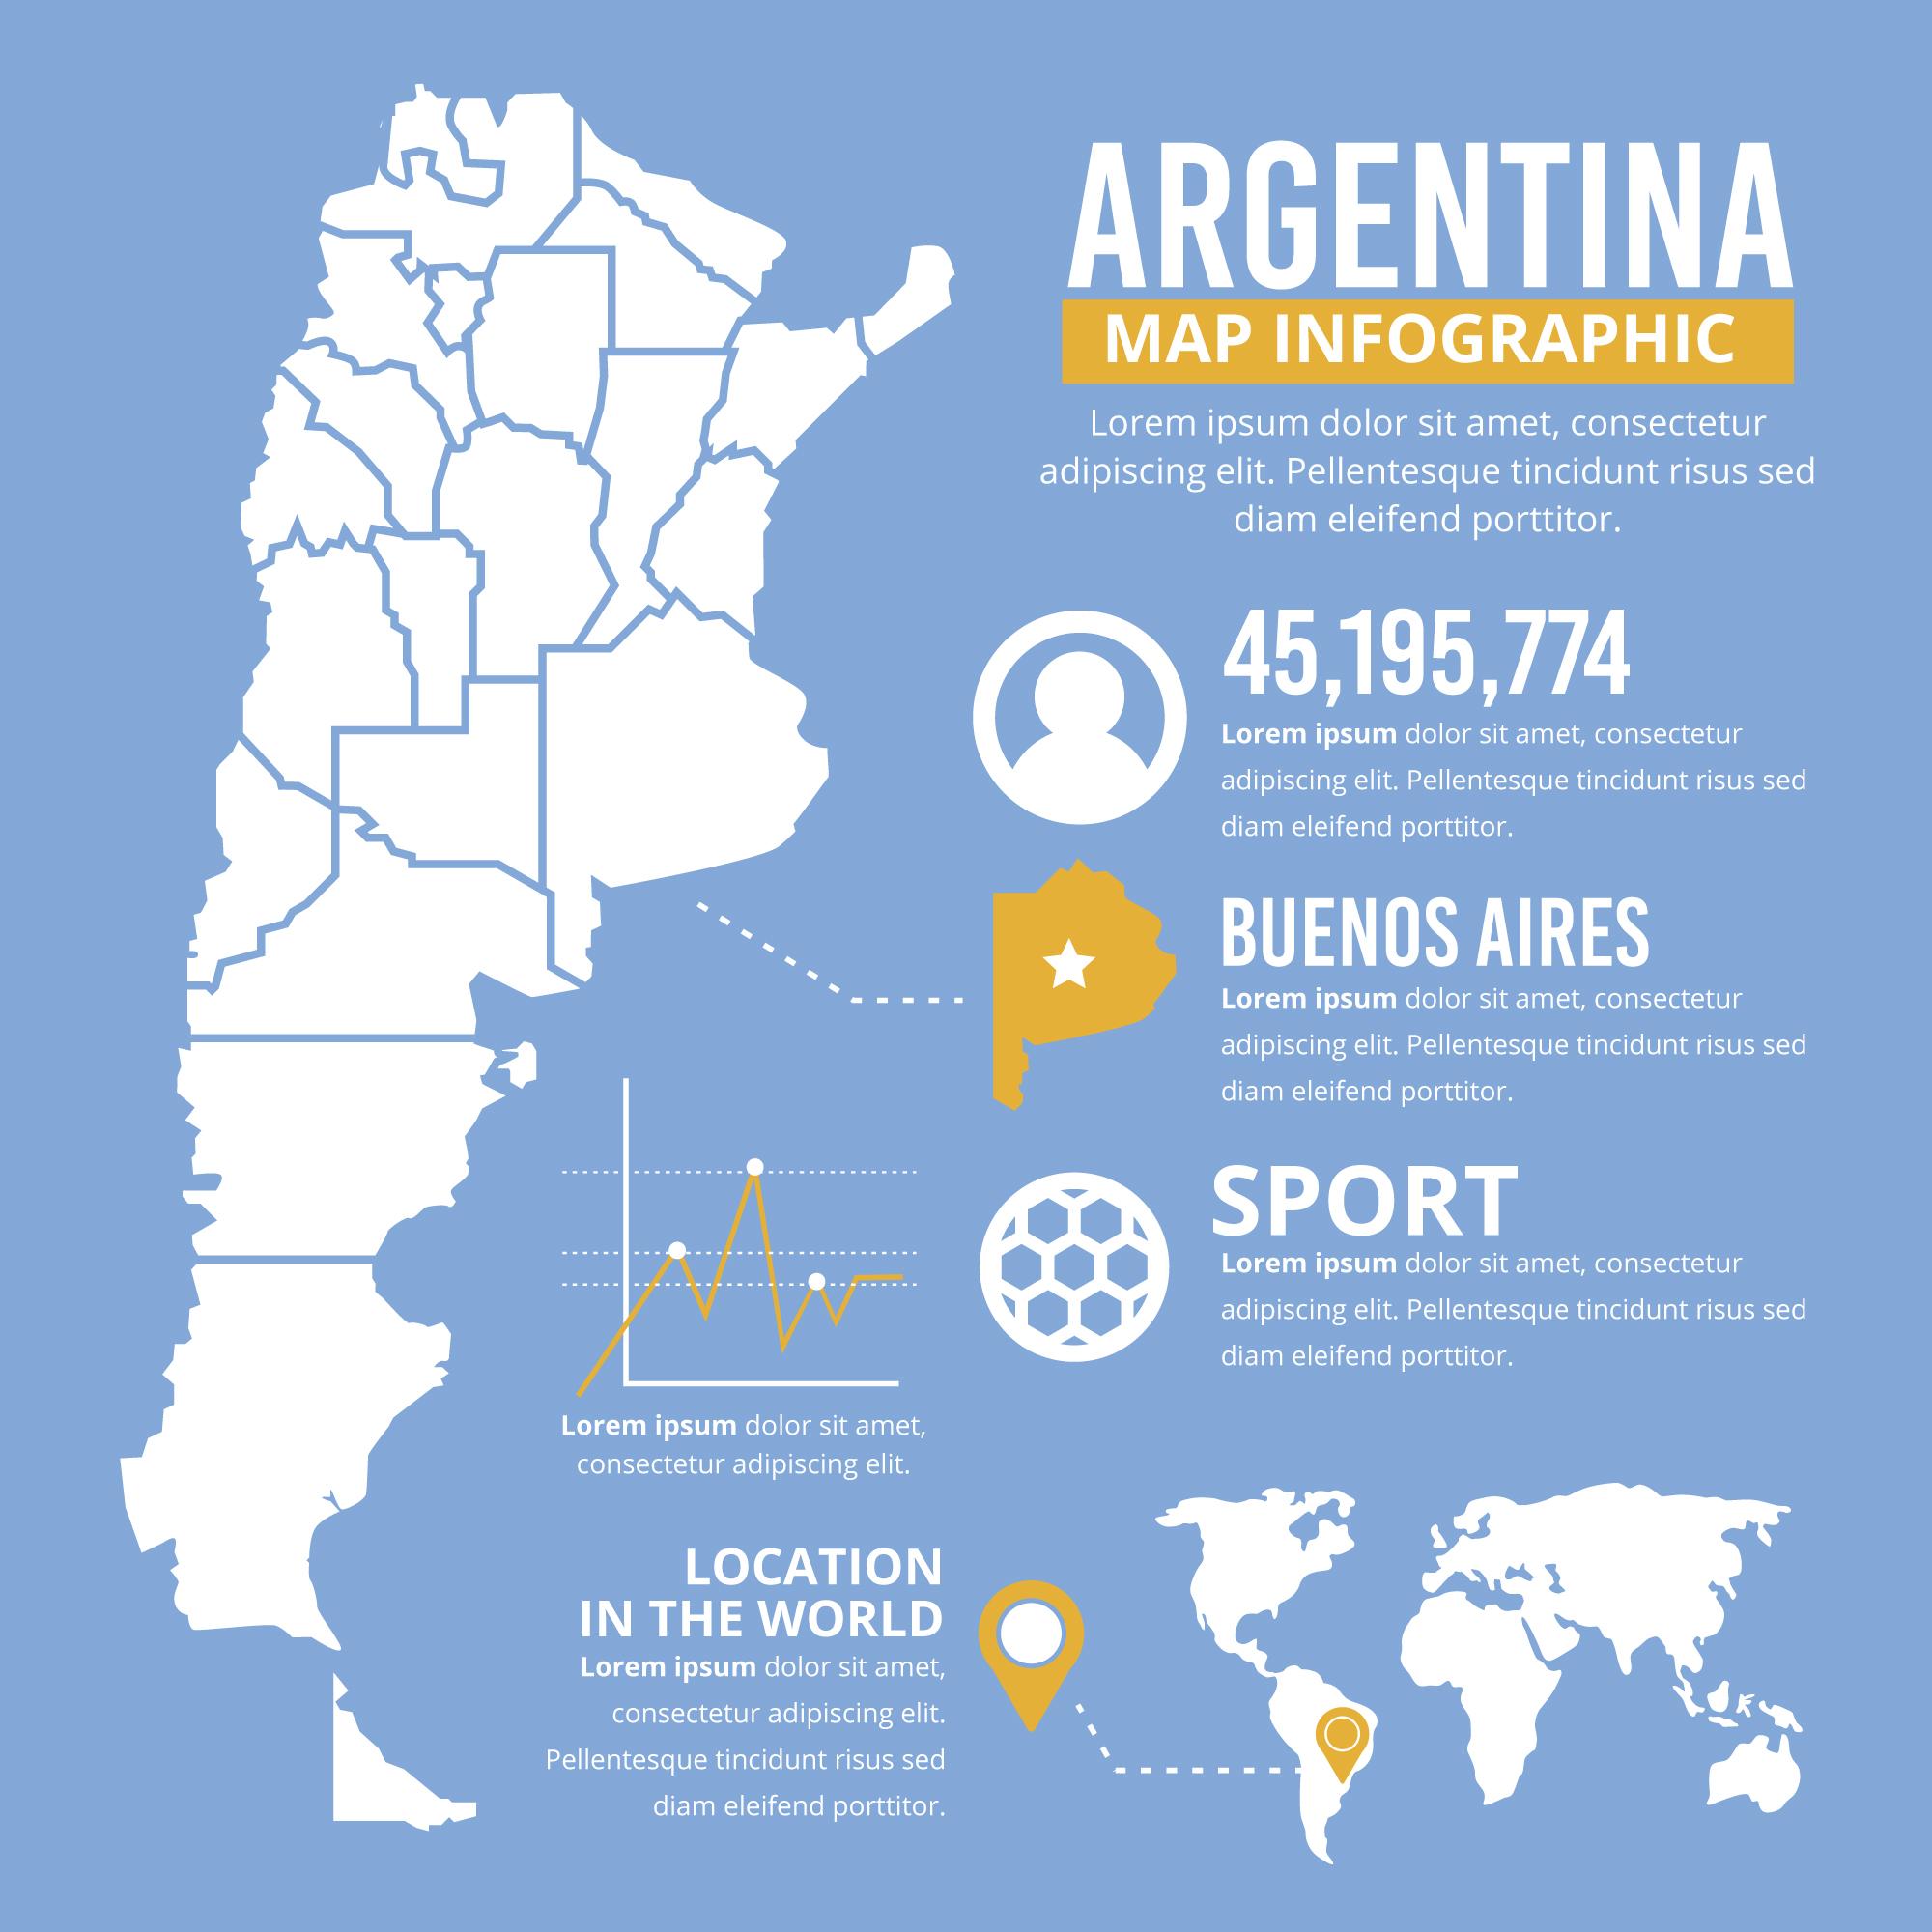 ARGENTINA
MAP INFOGRAPHIC
Lorem ipsum dolor sit amet, consectetur
adipiscing elit. Pellentesque tincidunt risus sed
diam eleifend porttitor.
45,195,774
Lorem ipsum dolor sit amet, consectetur
adipiscing elit. Pellentesque tincidunt risus sed
diam eleifend porttitor.
BUENOS AIRES
Lorem ipsum dolor sit amet, consectetur
adipiscing elit. Pellentesque tincidunt risus sed
diam eleifend porttitor.
SPORT
Lorem ipsum dolor sit amet, consectetur
adipiscing elit. Pellentesque tincidunt risus sed
diam eleifend porttitor.
Lorem ipsum dolor sit amet,
consectetur adipiscing elit.
LOCATION
IN THE WORLD
Lorem ipsum dolor sit amet,
consectetur adipiscing elit.
Pellentesque tincidunt risus sed
diam eleifend porttitor.